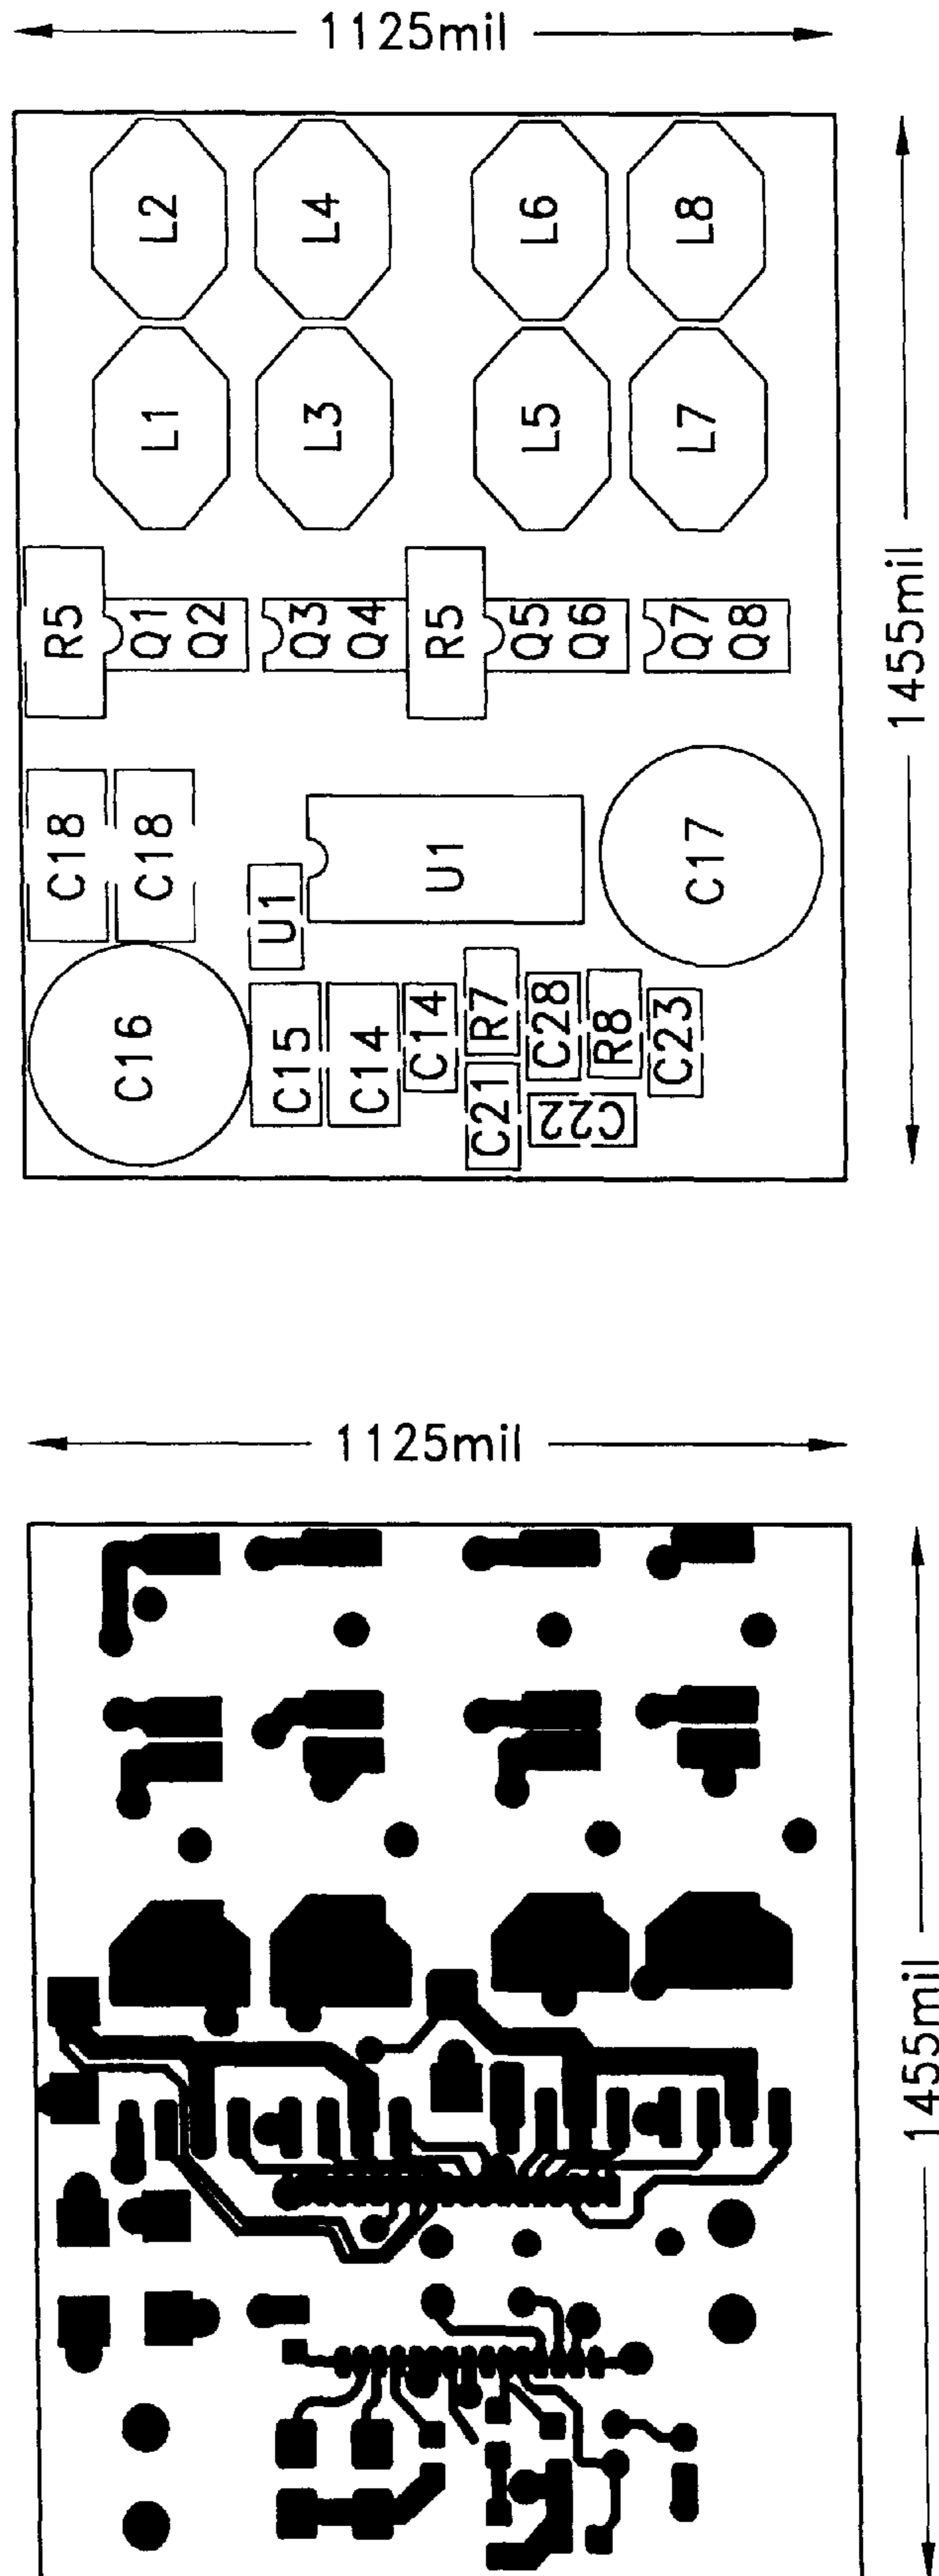 1125mil
L2 L4 L6 L8
L1 L3 L5 L7
1455mil
R5 Q1 Q2 Q3 Q4 R5 Q5 Q6 Q7 Q8
C18 C18 U1 U1 C17
C16 C15 C14 C14 R7 C28 R8 C23
C21 C22
1125mil
1455mil